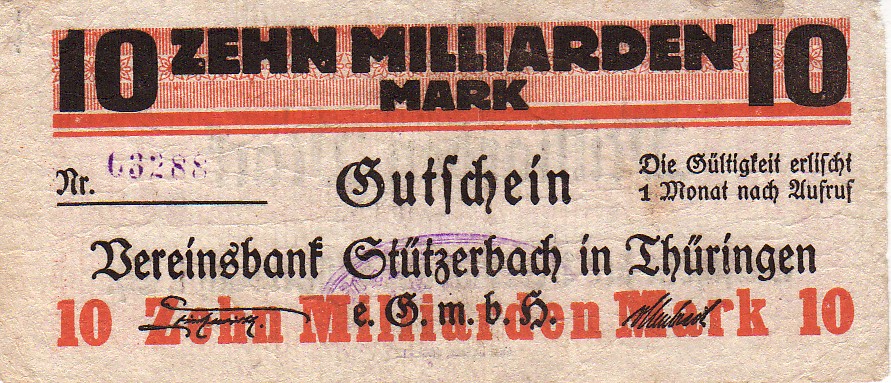 10 ZEHN MILLIARDEN 10
MARK
Nr. 03288
Gutschein
Die Gültigkeit erlischt
1 Monat nach Aufruf
Vereinsbank Stützerbach in Thüringen
e. G. m. b. H.
10 Zehn Milliarden Mark 10